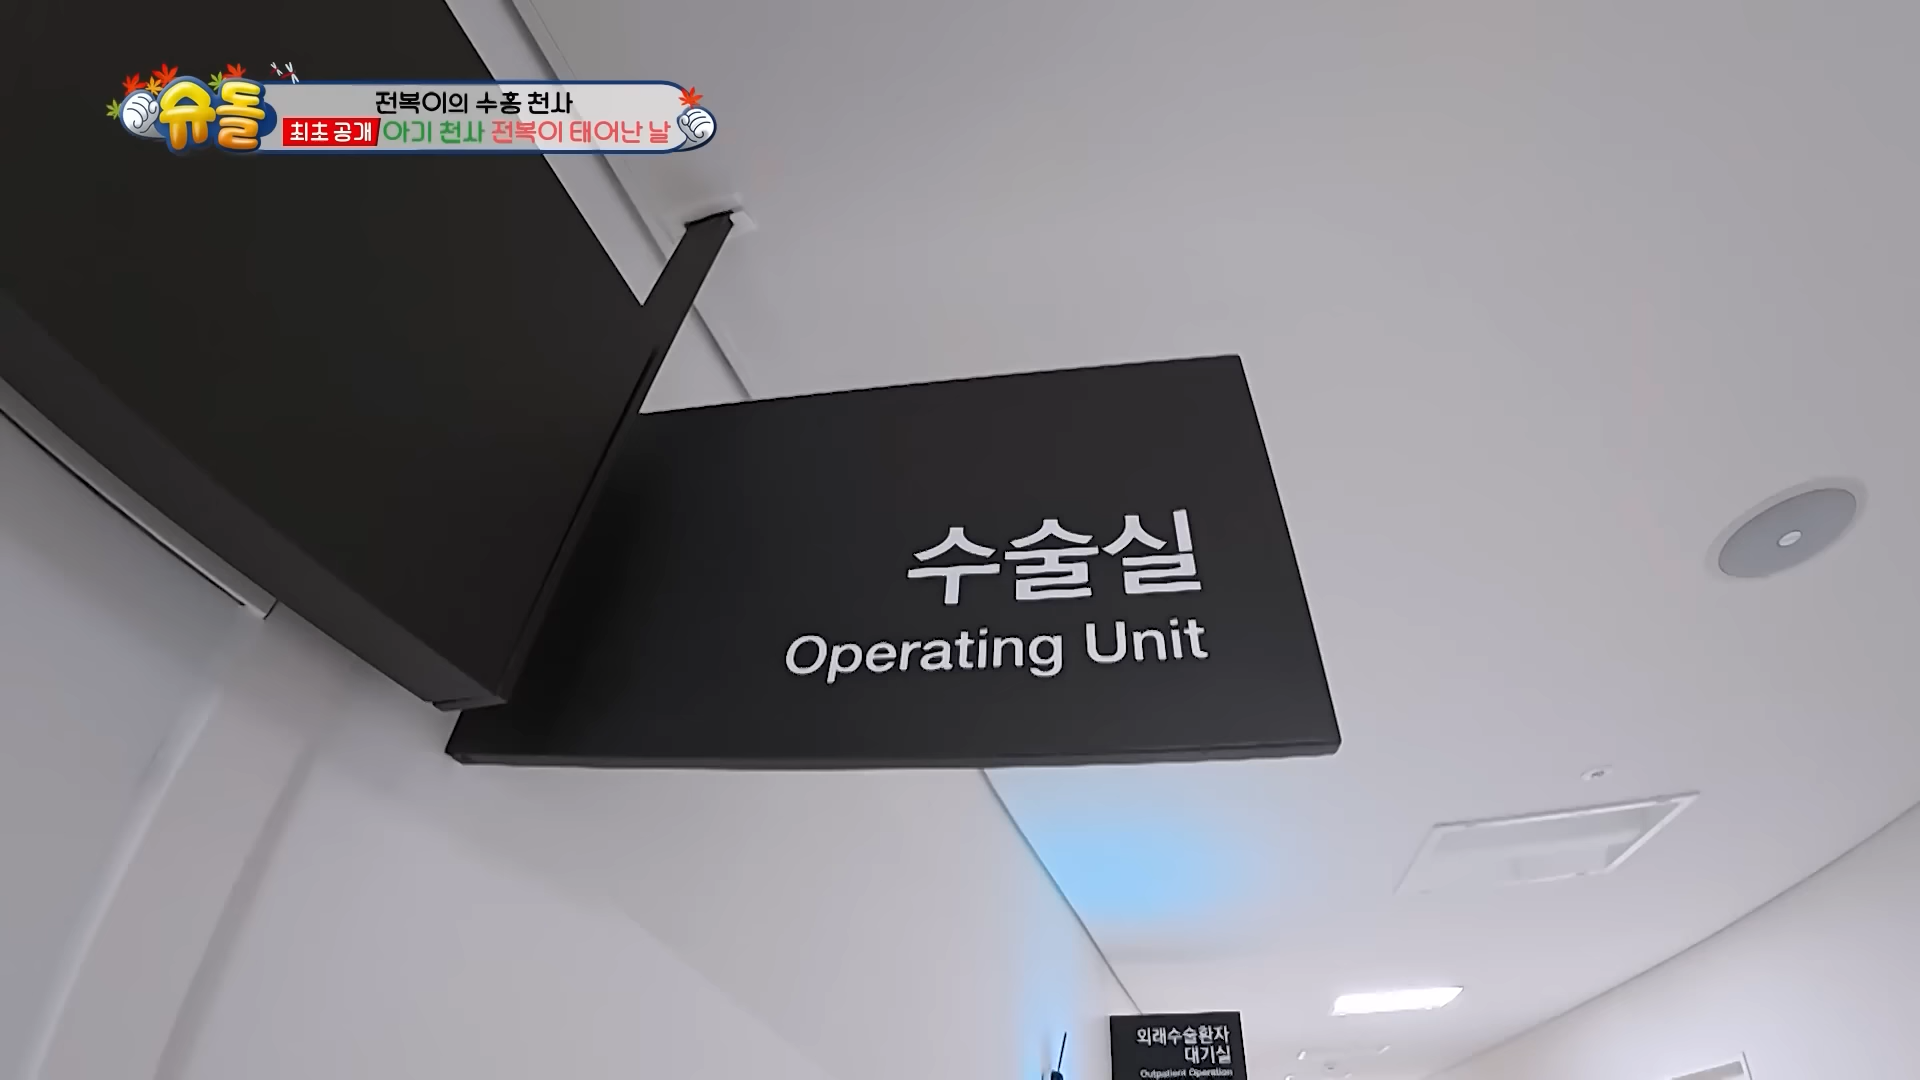 슈돌
전복이의 수홍 천사
최초 공개 아기 천사 전복이 태어난 날
수술실
Operating Unit
외래수술환자
대기실
Outpatient Operation